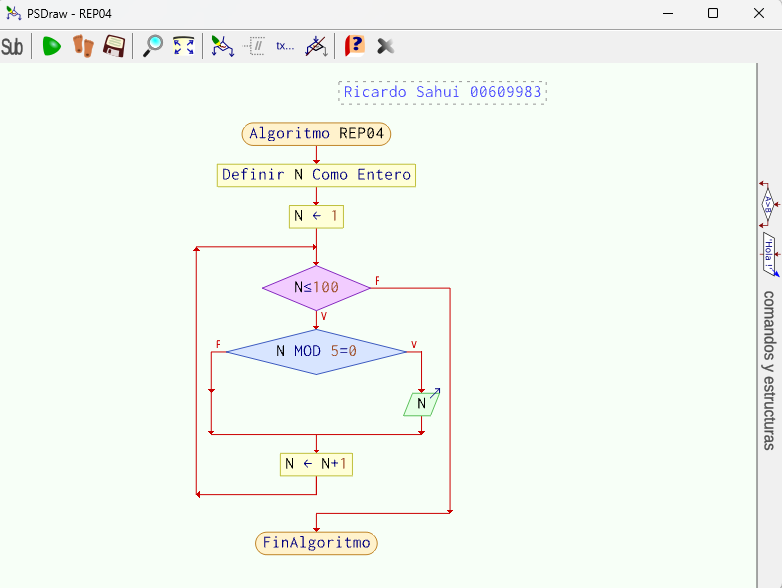 PSDraw - REP04
Sub
tx...
?
Ricardo Sahui 00609983
Algoritmo REP04
Definir N Como Entero
N ← 1
N≤100
F
V
N MOD 5=0
F
V
N
N ← N+1
FinAlgoritmo
A>B
"Hola !"
comandos y estructuras